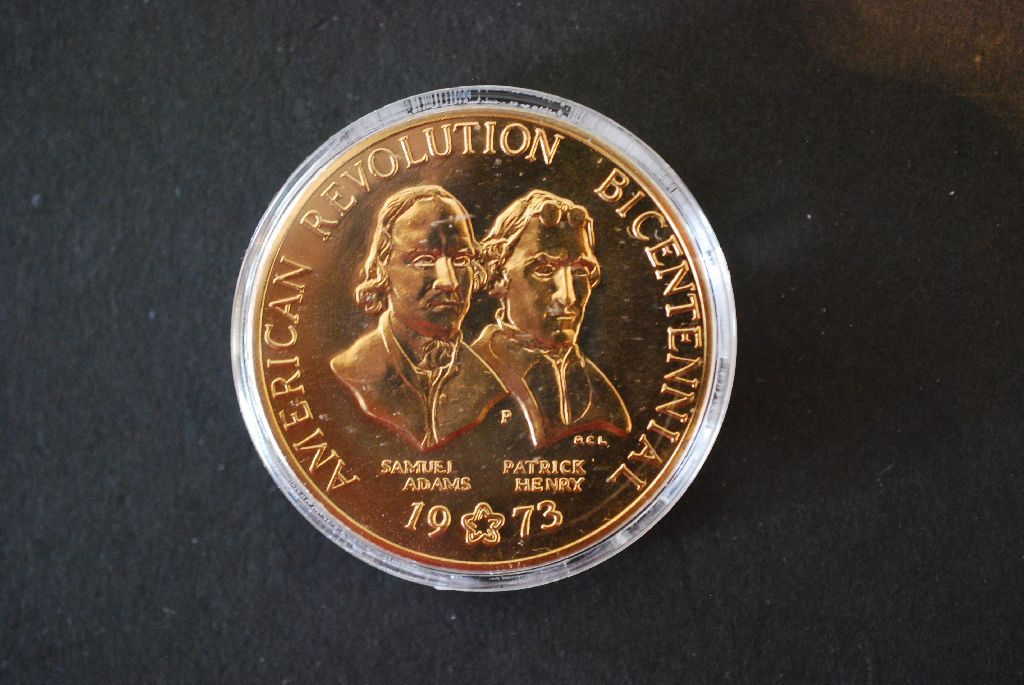 AMERICAN REVOLUTION BICENTENNIAL
P
RCL
SAMUEL
ADAMS
PATRICK
HENRY
19 73